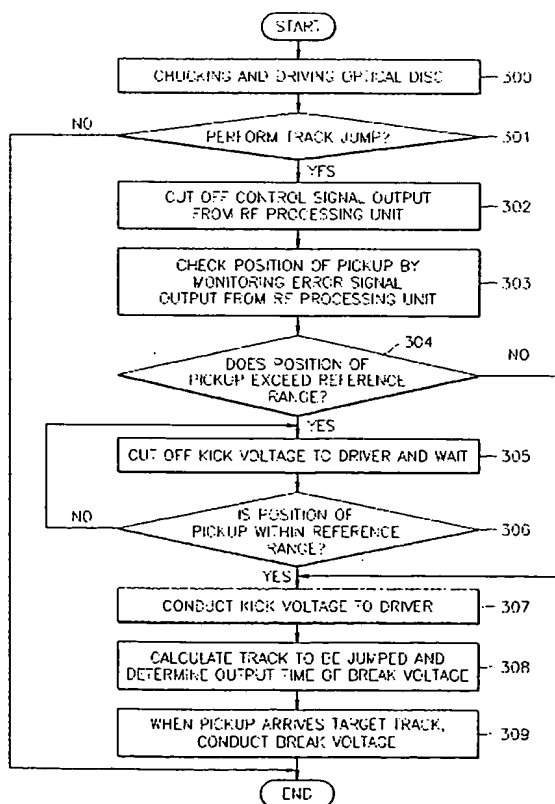 START
CHUCKING AND DRIVING OPTICAL DISC
300
NO
PERFORM TRACK JUMP?
301
YES
CUT OFF CONTROL SIGNAL OUTPUT
FROM RF PROCESSING UNIT
302
CHECK POSITION OF PICKUP BY
MONITORING ERROR SIGNAL
OUTPUT FROM RF PROCESSING UNIT
303
304
NO
DOES POSITION OF
PICKUP EXCEED REFERENCE
RANGE?
YES
CUT OFF KICK VOLTAGE TO DRIVER AND WAIT
305
NO
IS POSITION OF
PICKUP WITHIN REFERENCE
RANGE?
306
YES
CONDUCT KICK VOLTAGE TO DRIVER
307
CALCULATE TRACK TO BE JUMPED AND
DETERMINE OUTPUT TIME OF BREAK VOLTAGE
308
WHEN PICKUP ARRIVES TARGET TRACK,
CONDUCT BREAK VOLTAGE
309
END